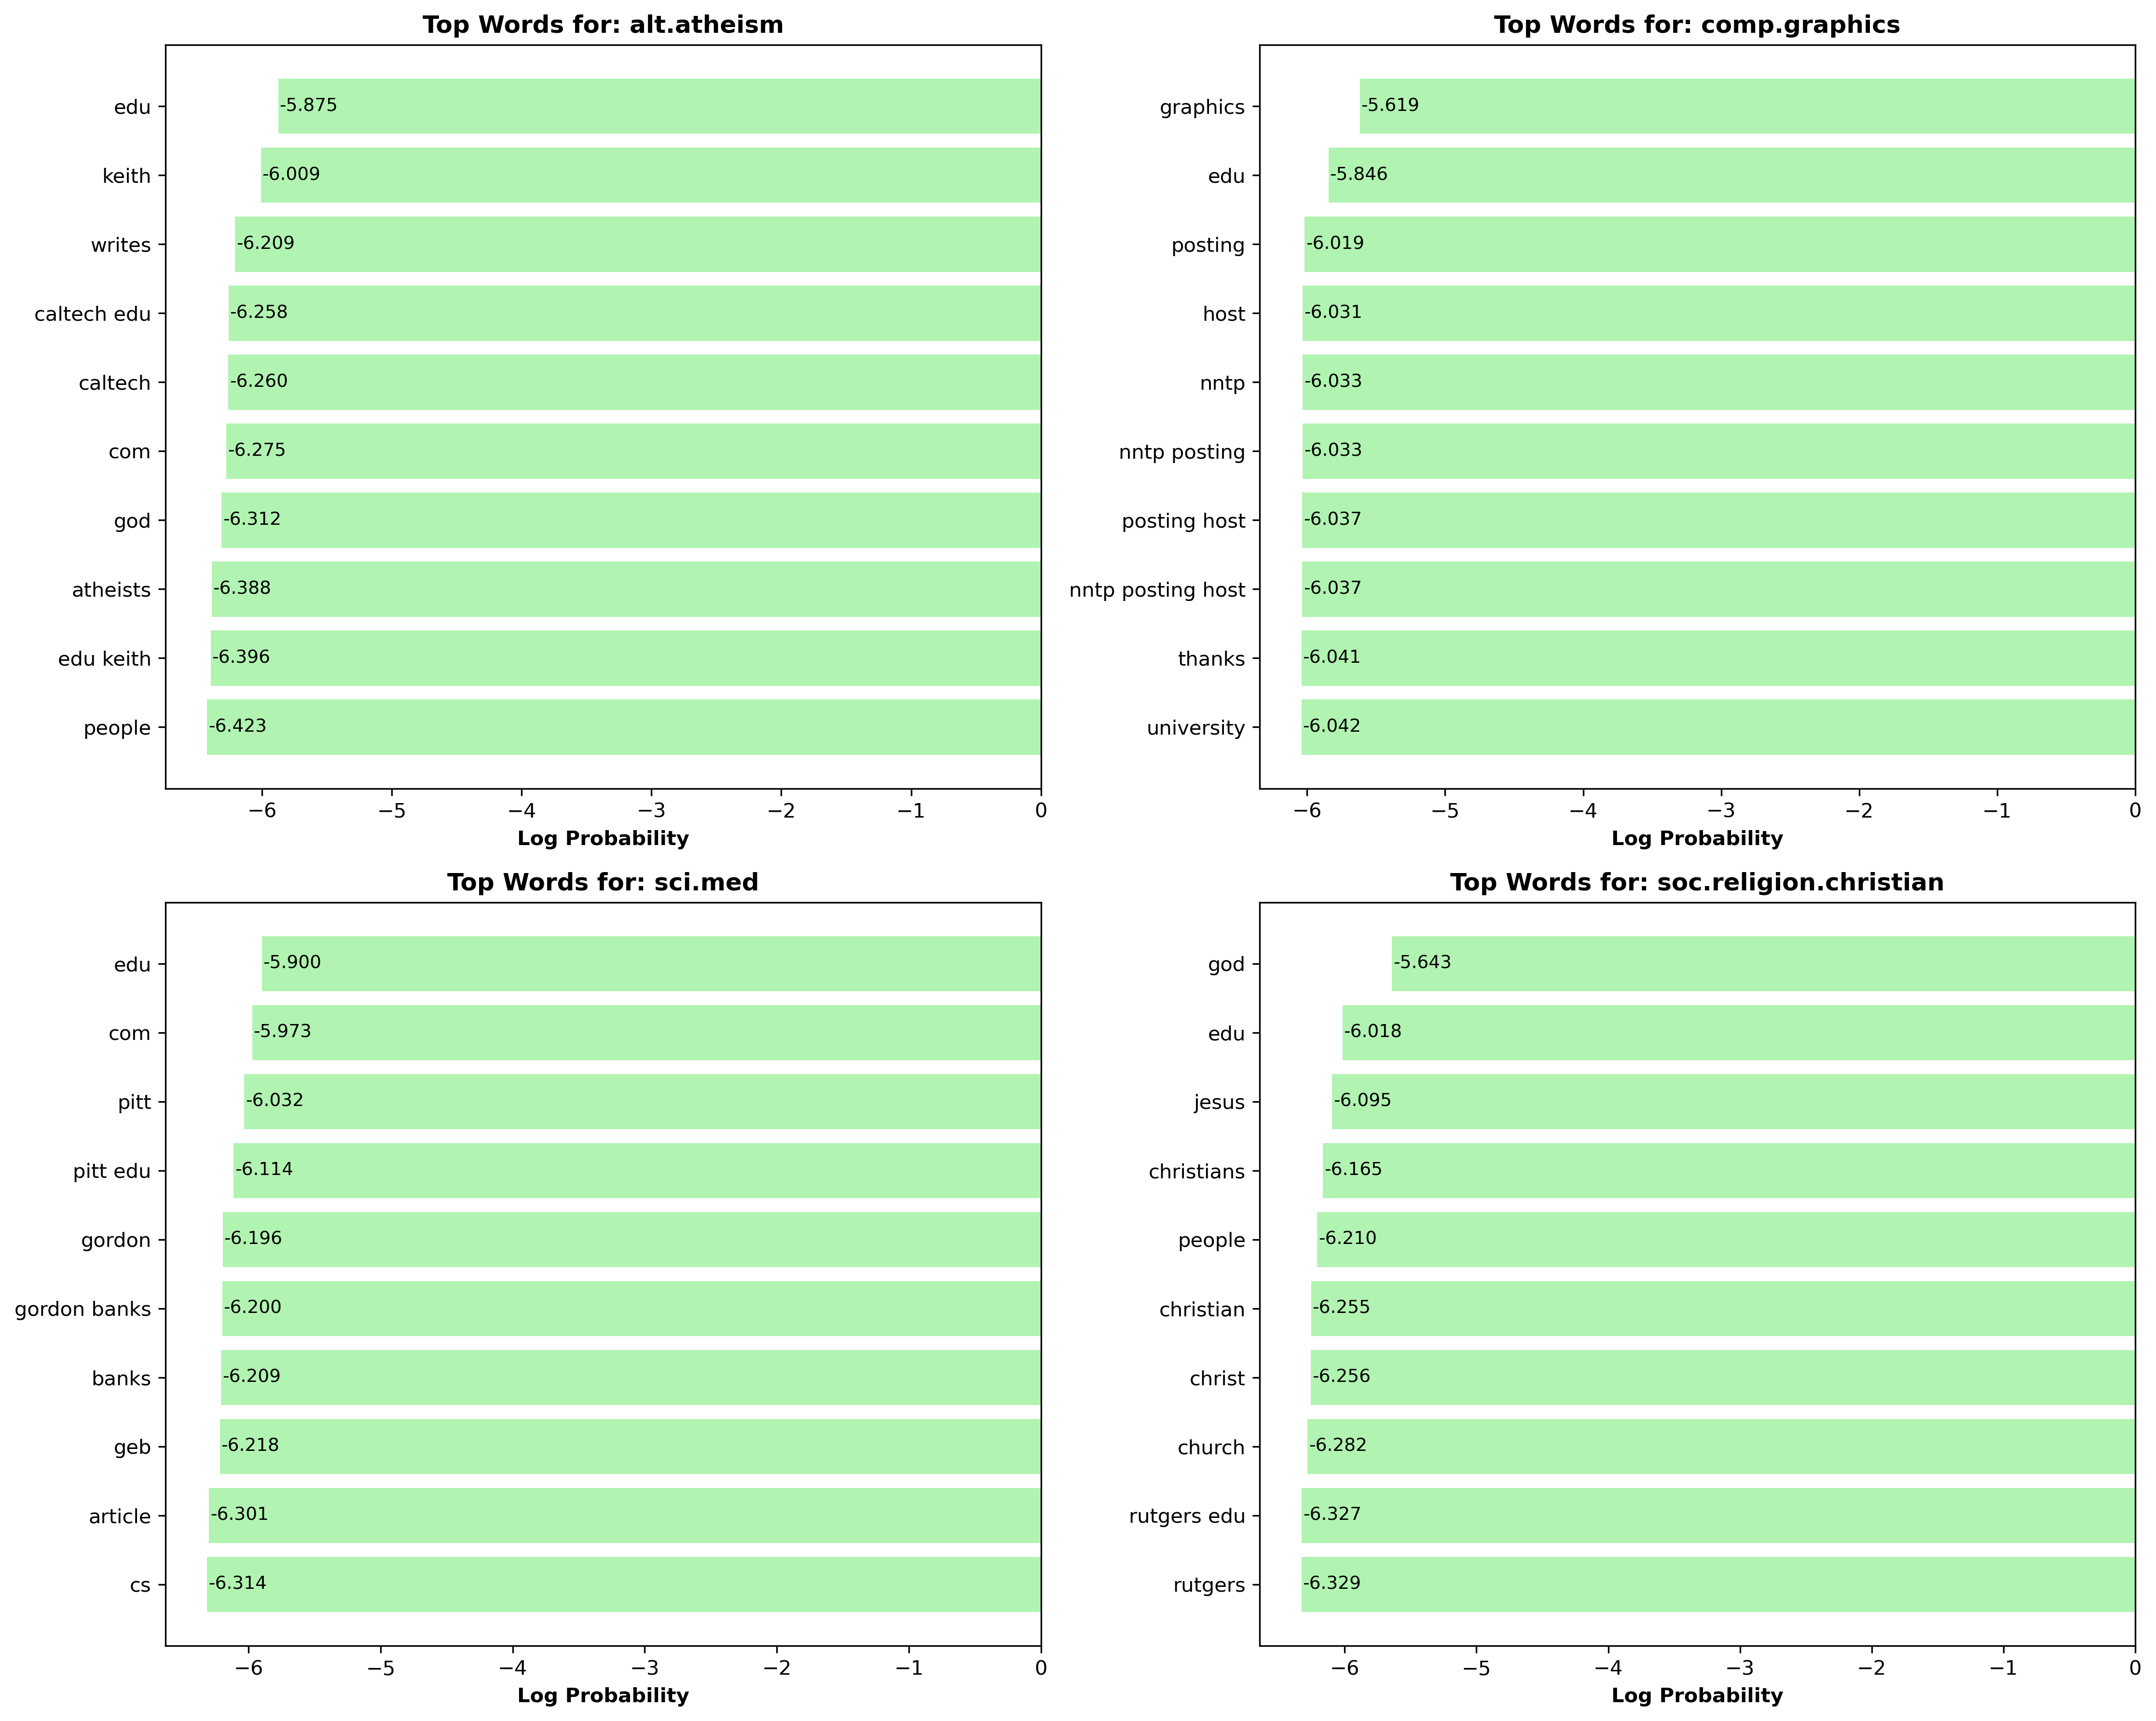 Top Words for: alt.atheism
edu -5.875
keith -6.009
writes -6.209
caltech edu -6.258
caltech -6.260
com -6.275
god -6.312
atheists -6.388
edu keith -6.396
people -6.423
−6 −5 −4 −3 −2 −1 0
Log Probability
Top Words for: comp.graphics
graphics -5.619
edu -5.846
posting -6.019
host -6.031
nntp -6.033
nntp posting -6.033
posting host -6.037
nntp posting host -6.037
thanks -6.041
university -6.042
−6 −5 −4 −3 −2 −1 0
Log Probability
Top Words for: sci.med
edu -5.900
com -5.973
pitt -6.032
pitt edu -6.114
gordon -6.196
gordon banks -6.200
banks -6.209
geb -6.218
article -6.301
cs -6.314
−6 −5 −4 −3 −2 −1 0
Log Probability
Top Words for: soc.religion.christian
god -5.643
edu -6.018
jesus -6.095
christians -6.165
people -6.210
christian -6.255
christ -6.256
church -6.282
rutgers edu -6.327
rutgers -6.329
−6 −5 −4 −3 −2 −1 0
Log Probability